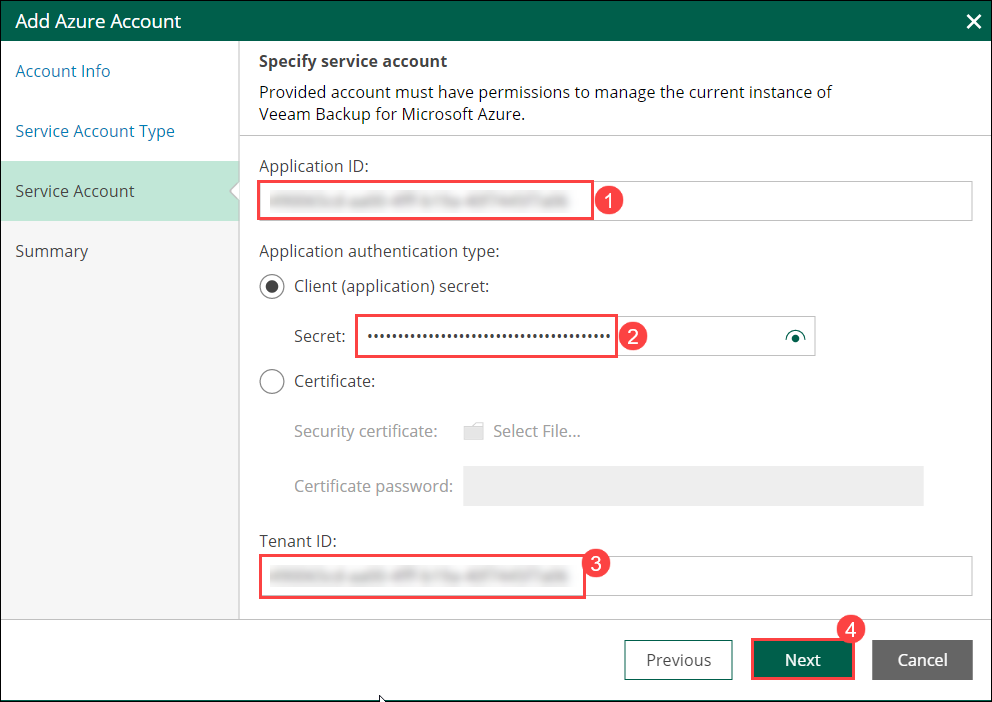 Add Azure Account
Account Info
Service Account Type
Service Account
Summary
Specify service account
Provided account must have permissions to manage the current instance of
Veeam Backup for Microsoft Azure.
Application ID:
1
Application authentication type:
Client (application) secret:
Secret:
2
Certificate:
Security certificate:
Select File...
Certificate password:
Tenant ID:
3
4
Previous
Next
Cancel